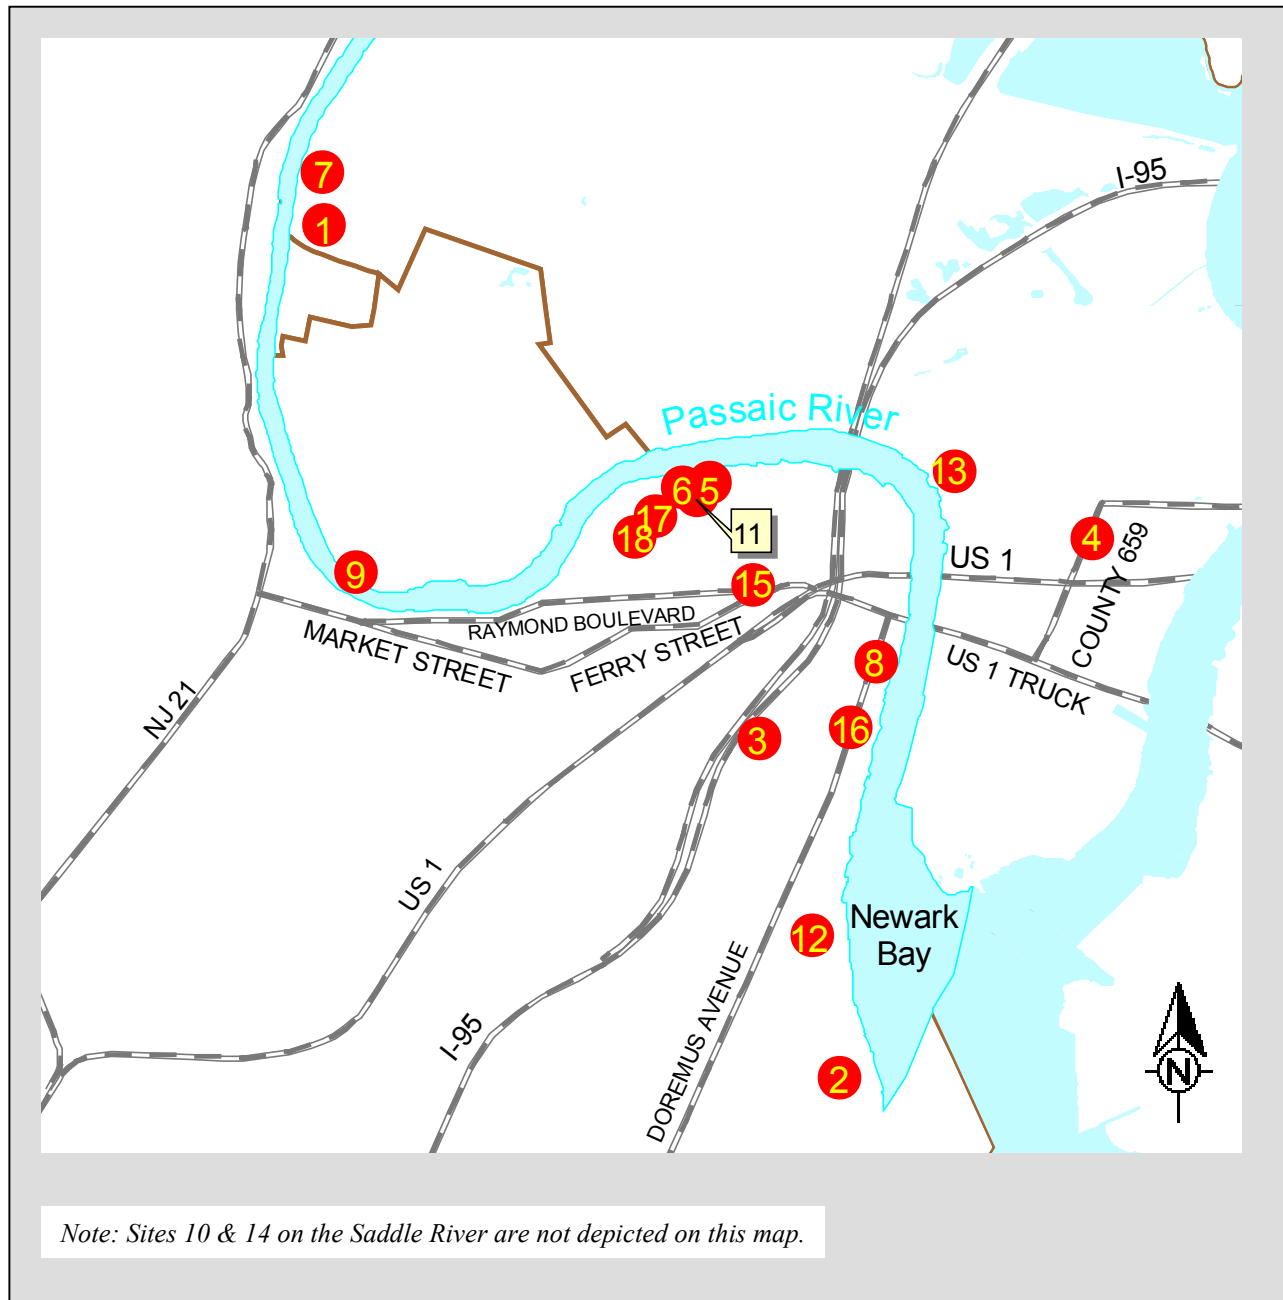 7
I-95
1
Passaic River
13
6
5
17
11
18
4
US 1
9
15
COUNTY 659
RAYMOND BOULEVARD
MARKET STREET
FERRY STREET
8
US 1 TRUCK
NJ 21
16
3
US 1
Newark
Bay
12
DOREMUS AVENUE
I-95
2
N
Note: Sites 10 & 14 on the Saddle River are not depicted on this map.